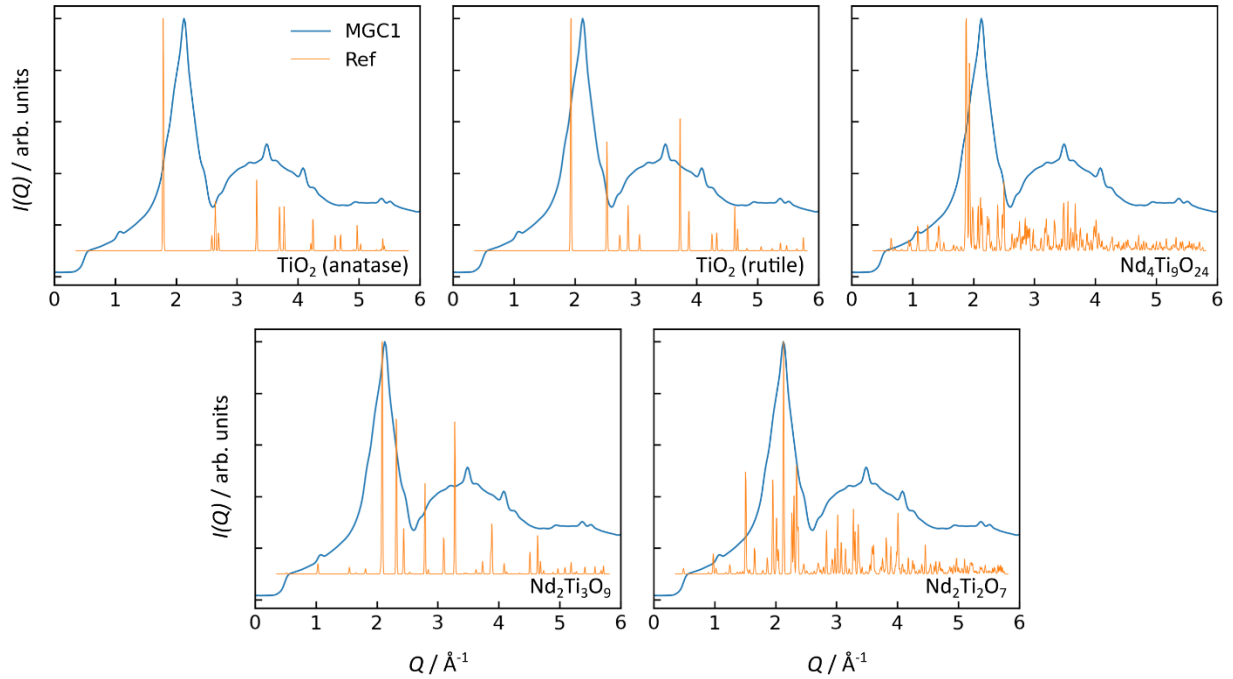 I(Q) / arb. units
MGC1
Ref
TiO₂ (anatase)
0 1 2 3 4 5 6
TiO₂ (rutile)
0 1 2 3 4 5 6
Nd₄Ti₉O₂₄
0 1 2 3 4 5 6
I(Q) / arb. units
Nd₂Ti₃O₉
0 1 2 3 4 5 6
Q / Å⁻¹
Nd₂Ti₂O₇
0 1 2 3 4 5 6
Q / Å⁻¹